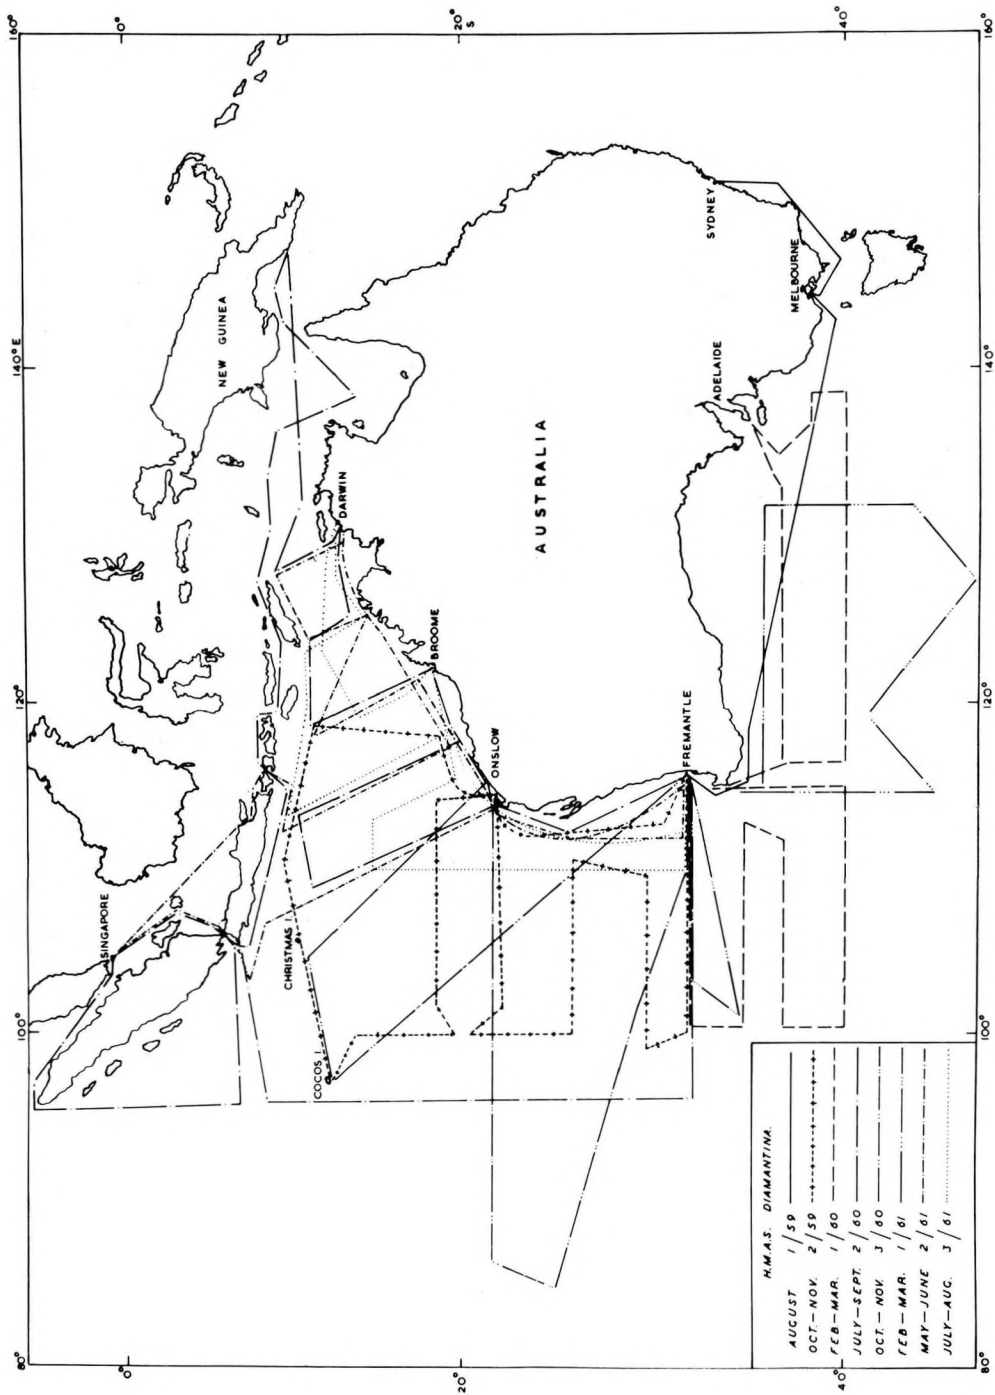 160°
140° E
120°
100°
80°
0°
20°
S
40°
0°
20°
40°
160°
140°
120°
100°
80°
SINGAPORE
NEW GUINEA
DARWIN
BROOME
ONSLOW
CHRISTMAS I.
COCOS I.
AUSTRALIA
FREMANTLE
ADELAIDE
MELBOURNE
SYDNEY
H.M.A.S. DIAMANTINA.
AUGUST 1/59
OCT.-NOV. 2/59
FEB-MAR. 1/60
JULY-SEPT. 2/60
OCT-NOV. 3/60
FEB-MAR. 1/61
MAY-JUNE 2/61
JULY-AUG. 3/61